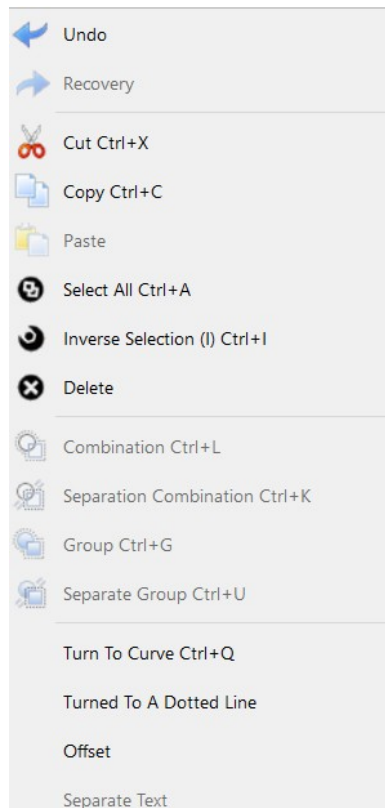 Undo
Recovery
Cut Ctrl+X
Copy Ctrl+C
Paste
Select All Ctrl+A
Inverse Selection (I) Ctrl+I
Delete
Combination Ctrl+L
Separation Combination Ctrl+K
Group Ctrl+G
Separate Group Ctrl+U
Turn To Curve Ctrl+Q
Turned To A Dotted Line
Offset
Separate Text